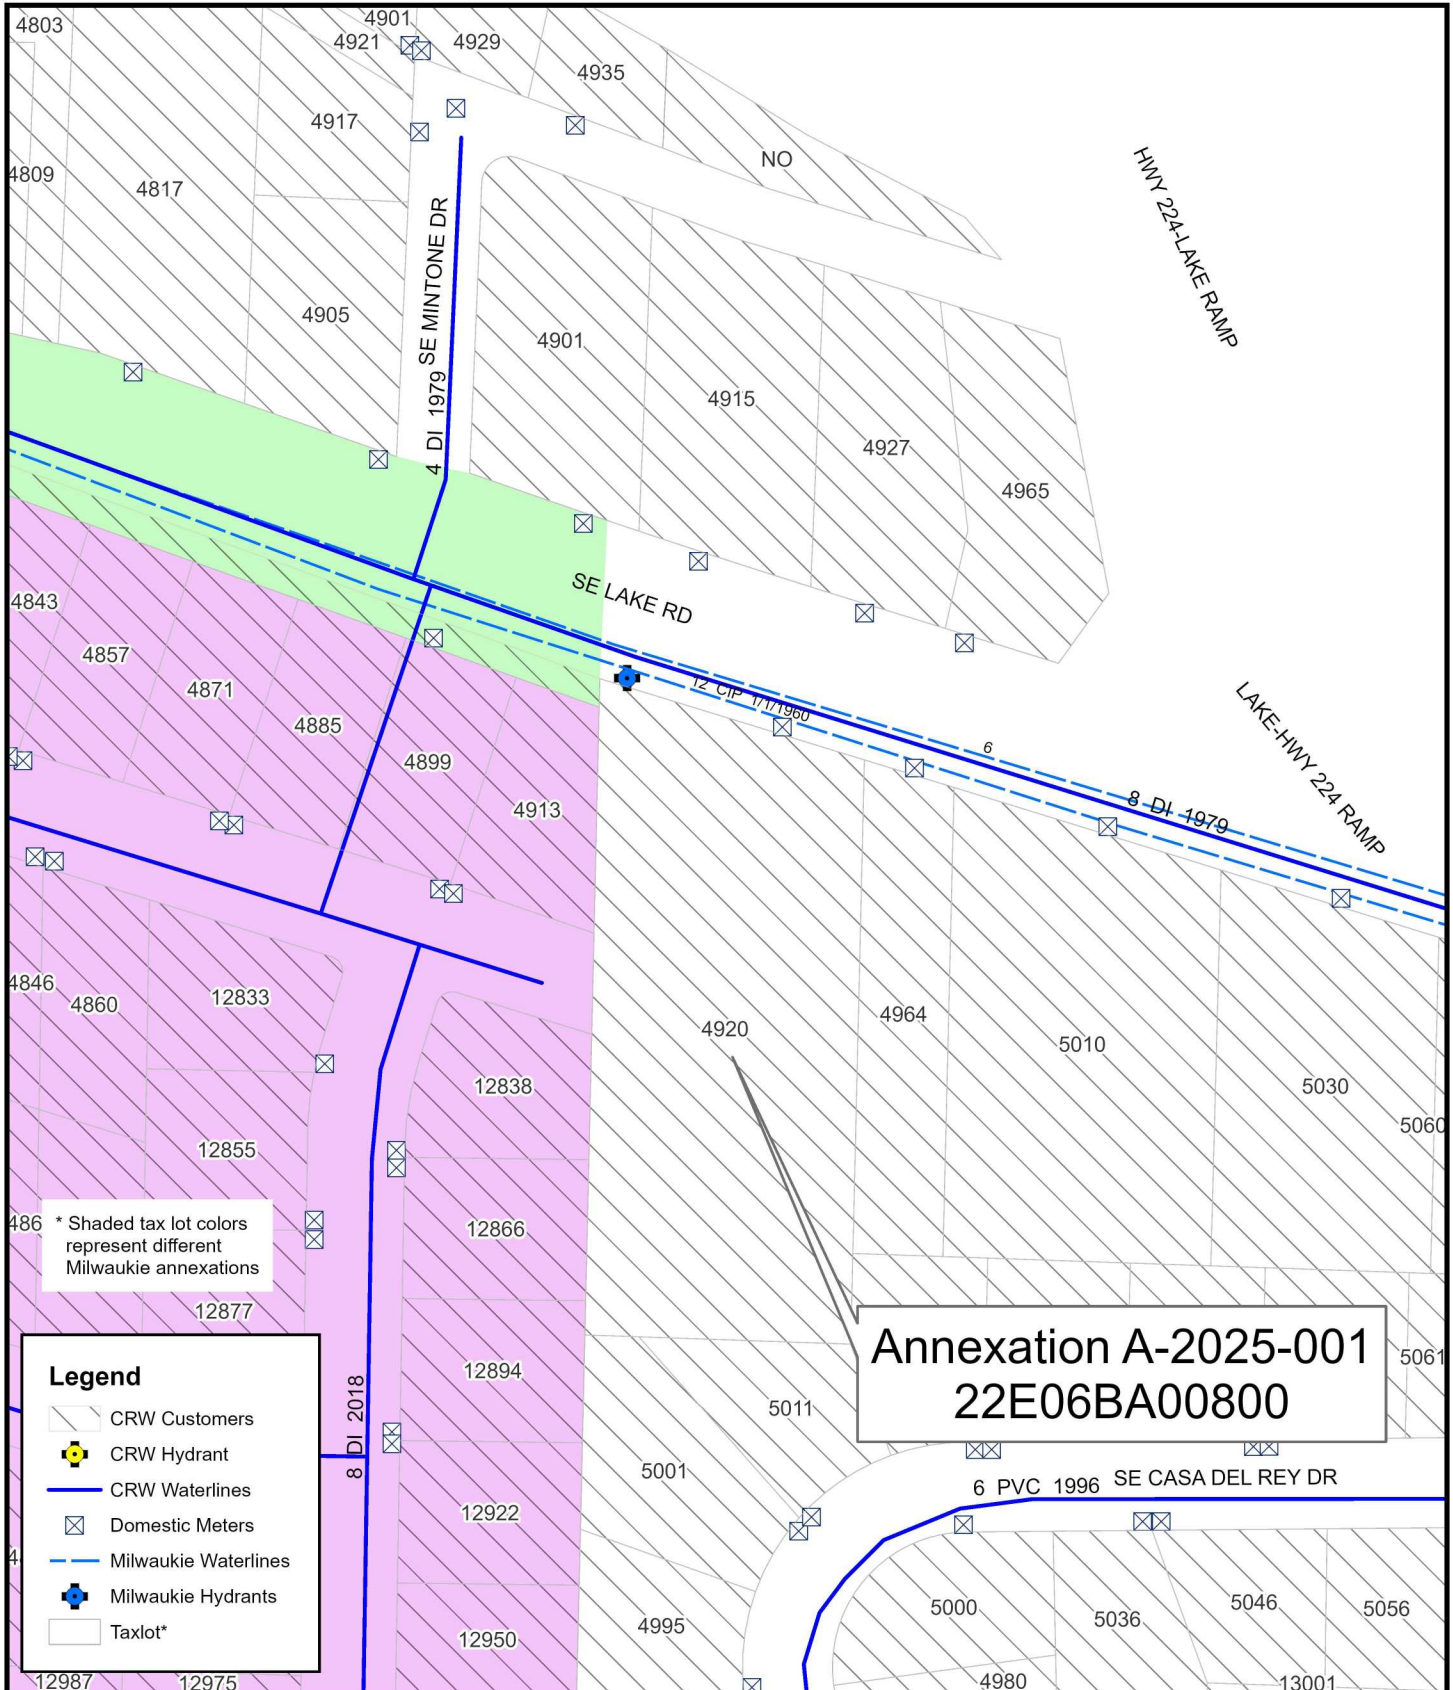 4803
4901
4921
4929
4935
4917
NO
4809
4817
HWY 224-LAKE RAMP
SE MINTONE DR
4905
4901
4 DI 1979
4915
4927
4965
SE LAKE RD
4843
4857
4871
4885
4899
4913
12 CIP 1/1/1960
6
8 DI 1979
LAKE-HWY 224 RAMP
4846
4860
12833
4920
4964
5010
5030
5060
12838
12855
12866
* Shaded tax lot colors
represent different
Milwaukie annexations
12877
12894
Annexation A-2025-001
22E06BA00800
5061
5011
5001
8 DI 2018
6 PVC 1996
SE CASA DEL REY DR
12922
Legend
CRW Customers
CRW Hydrant
CRW Waterlines
Domestic Meters
Milwaukie Waterlines
Milwaukie Hydrants
Taxlot*
12950
4995
5000
5036
5046
5056
12987
12975
4980
13001